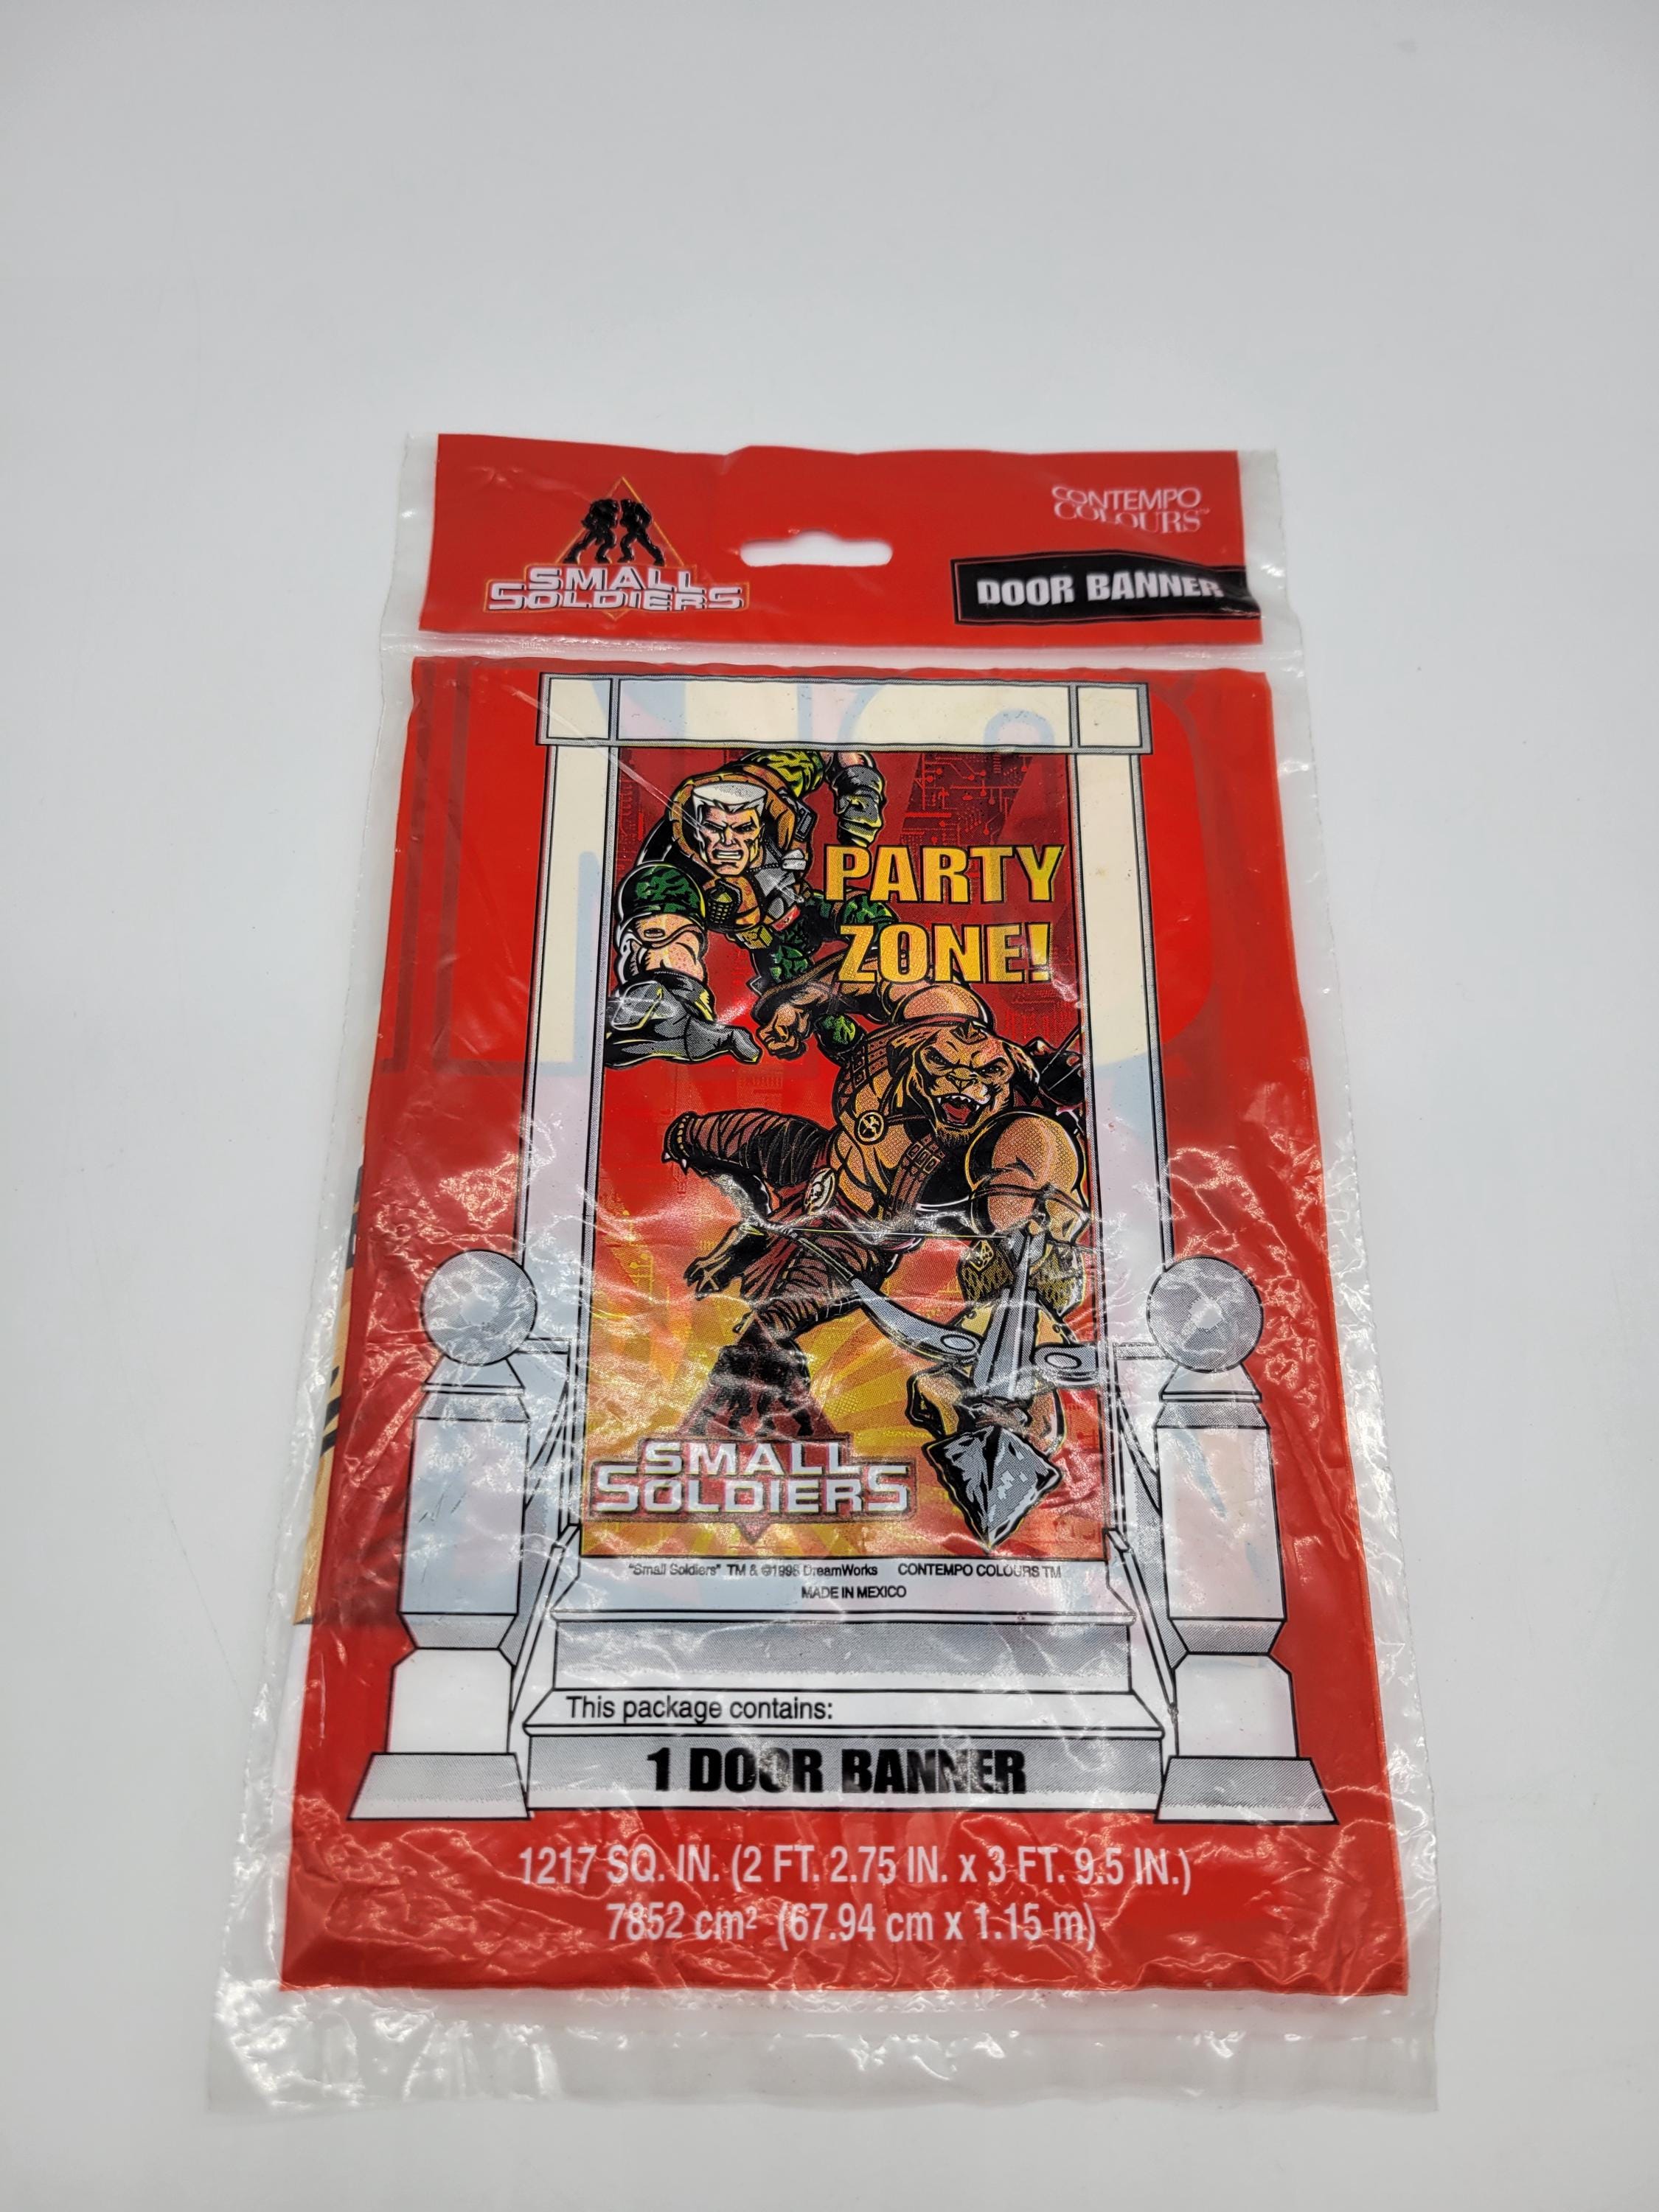 SMALL
SOLDIERS
CONTEMPO
COLOURS™
DOOR BANNER
PARTY
ZONE!
SMALL
SOLDIERS
"Small Soldiers" TM & ©1998 DreamWorks CONTEMPO COLOURS TM
MADE IN MEXICO
This package contains:
1 DOOR BANNER
1217 SQ. IN. (2 FT. 2.75 IN. x 3 FT. 9.5 IN.)
7852 cm² (67.94 cm x 1.15 m)